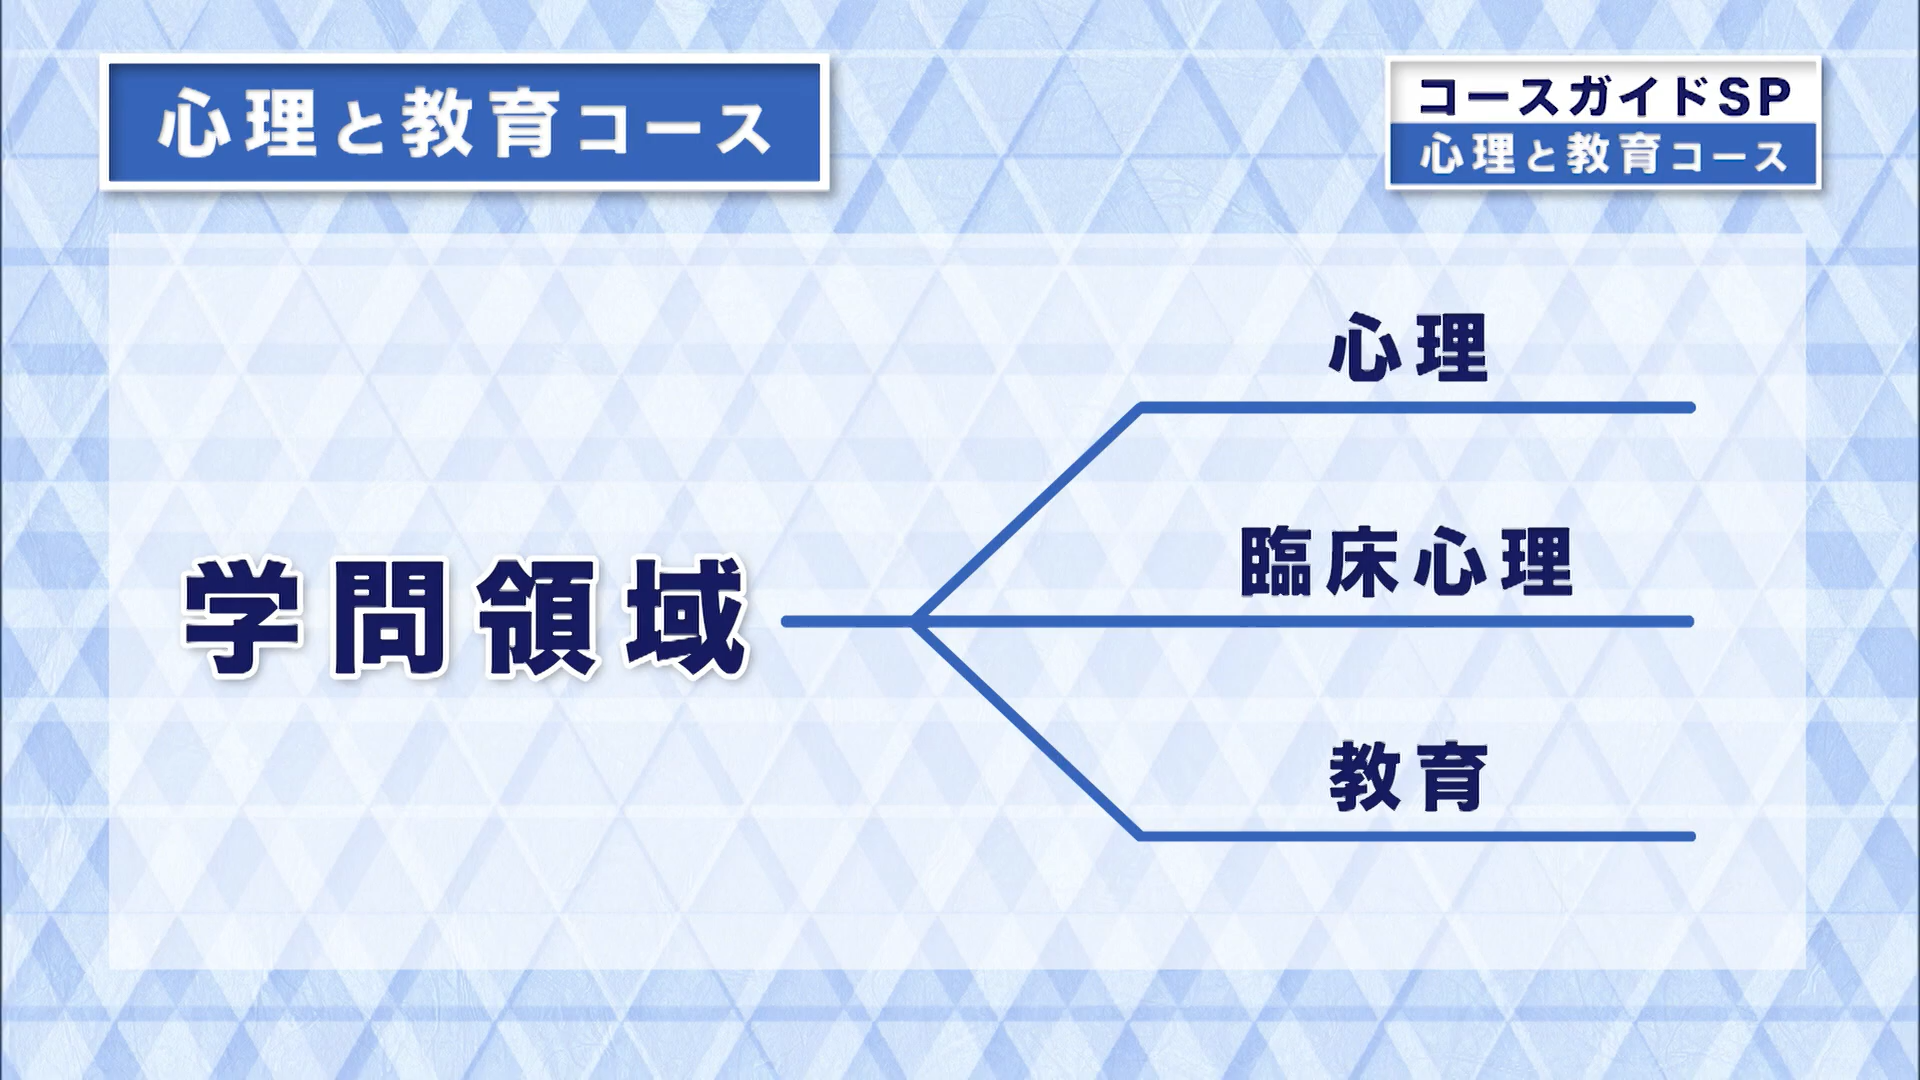 心理と教育コース
コースガイドSP
心理と教育コース
学問領域
心理
臨床心理
教育